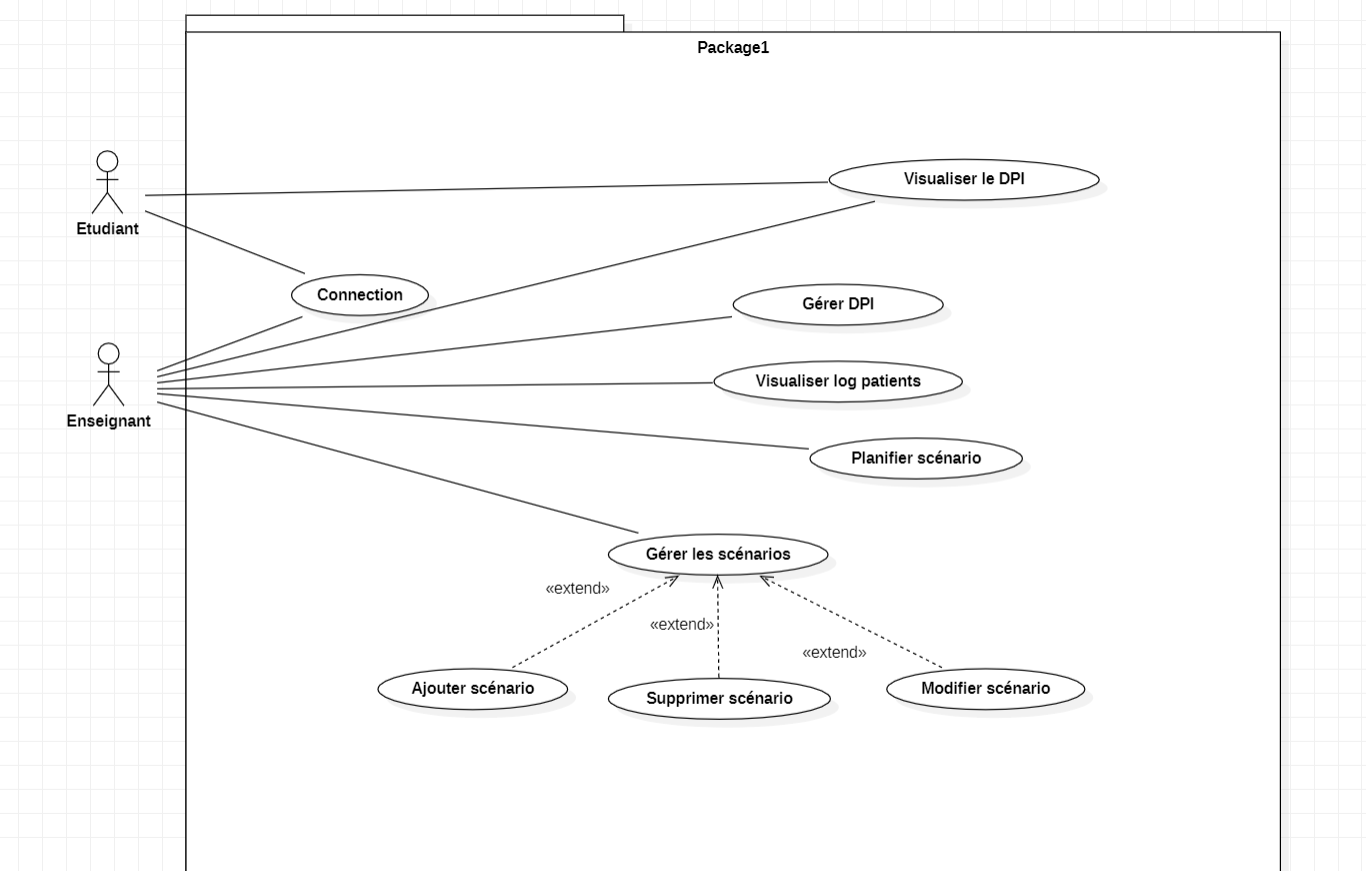 Package1
Visualiser le DPI
Etudiant
Connection
Gérer DPI
Visualiser log patients
Enseignant
Planifier scénario
Gérer les scénarios
«extend»
«extend»
«extend»
Ajouter scénario
Supprimer scénario
Modifier scénario